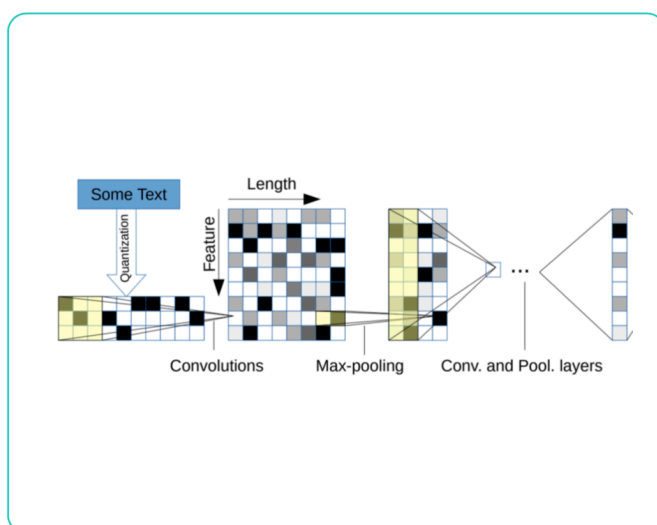 Some Text
Quantization
Length
Feature
Convolutions
Max-pooling
Conv. and Pool. layers
...